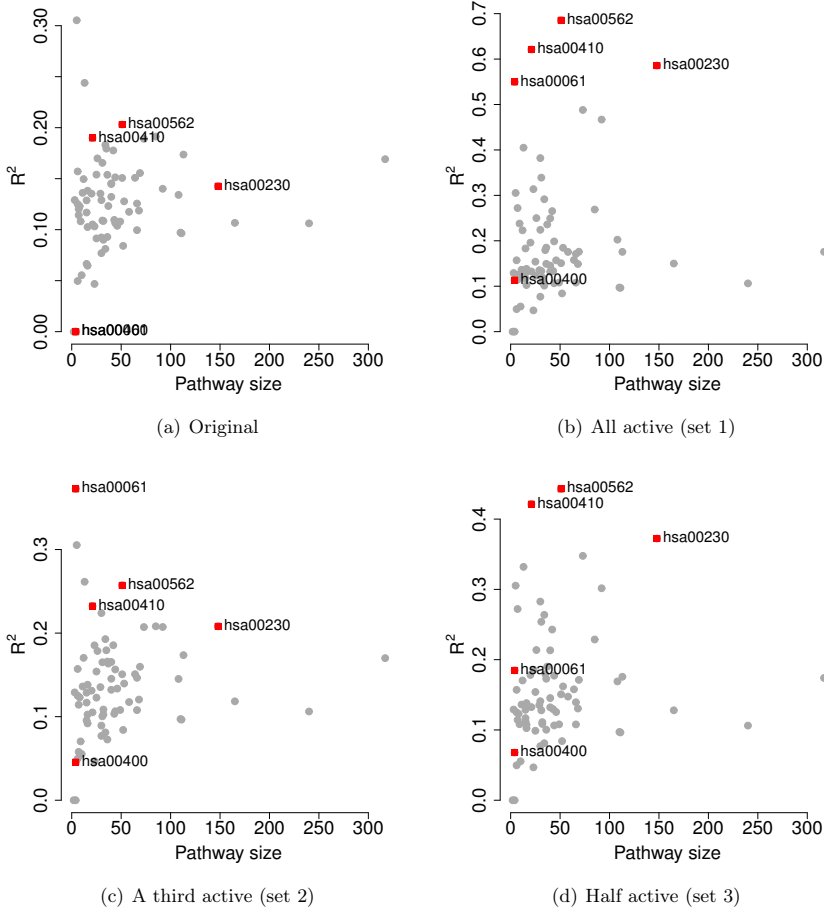 R²
0.00
0.10
0.20
0.30
hsa00562
hsa00410
hsa00230
0 50 100 150 200 250 300
Pathway size
(a) Original
R²
0.0 0.1 0.2 0.3 0.4 0.5 0.6 0.7
hsa00562
hsa00410
hsa00230
hsa00061
hsa00400
0 50 100 150 200 250 300
Pathway size
(b) All active (set 1)
R²
0.0 0.1 0.2 0.3
hsa00061
hsa00562
hsa00410
hsa00230
hsa00400
0 50 100 150 200 250 300
Pathway size
(c) A third active (set 2)
R²
0.0 0.1 0.2 0.3 0.4
hsa00562
hsa00410
hsa00230
hsa00061
hsa00400
0 50 100 150 200 250 300
Pathway size
(d) Half active (set 3)